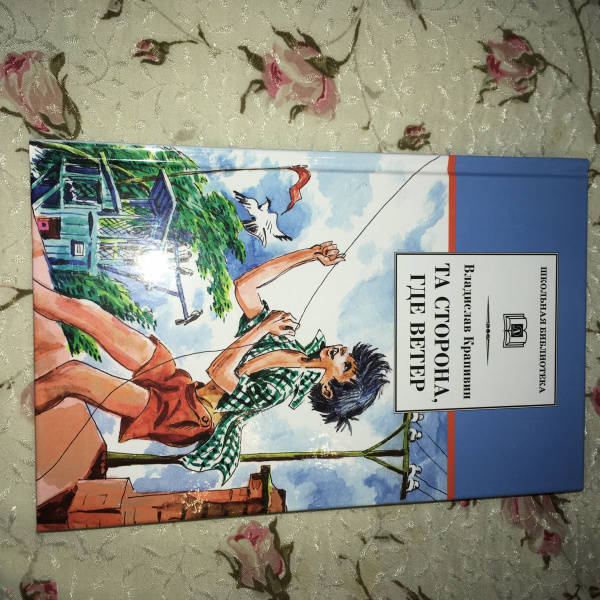 ШКОЛЬНАЯ БИБЛИОТЕКА
Владислав Крапивин
ТА СТОРОНА,
ГДЕ ВЕТЕР